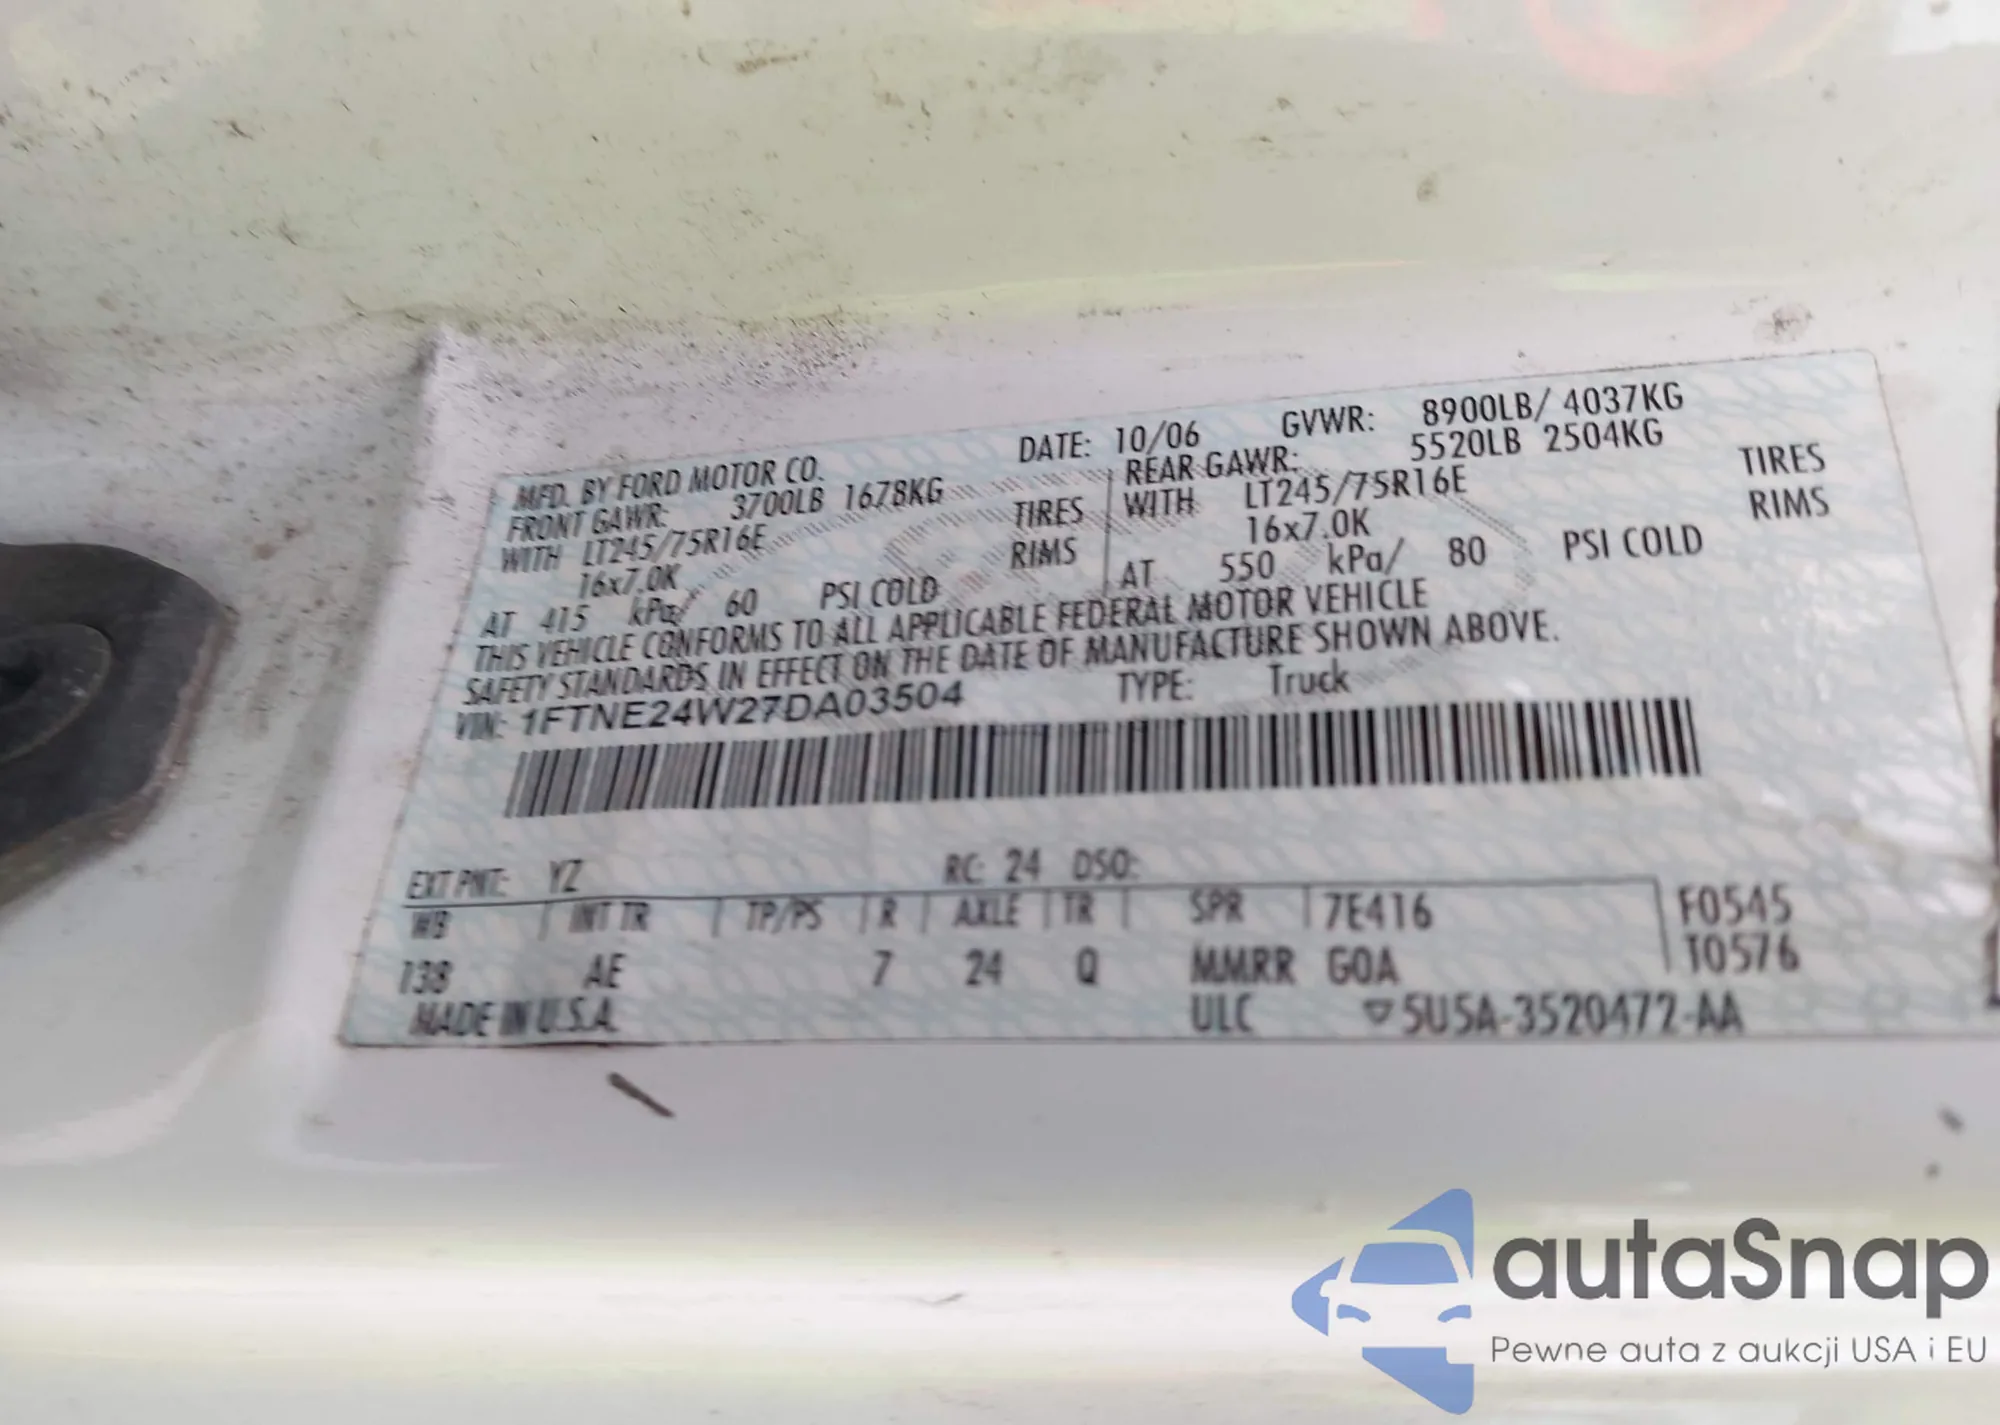 MFD. BY FORD MOTOR CO. DATE: 10/06 GVWR: 8900LB/ 4037KG
FRONT GAWR: 3700LB 1678KG REAR GAWR: 5520LB 2504KG
WITH LT245/75R16E TIRES WITH LT245/75R16E TIRES
16x7.0K RIMS 16x7.0K RIMS
AT 415 kPa/ 60 PSI COLD AT 550 kPa/ 80 PSI COLD
THIS VEHICLE CONFORMS TO ALL APPLICABLE FEDERAL MOTOR VEHICLE
SAFETY STANDARDS IN EFFECT ON THE DATE OF MANUFACTURE SHOWN ABOVE.
VIN: 1FTNE24W27DA03504 TYPE: Truck
EXT PNT: YZ RC: 24 DSO:
WB INT TR TP/PS R AXLE TR SPR 7E416 F0545
138 AE 7 24 Q MMRR GOA T0576
MADE IN U.S.A. ULC 5U5A-3520472-AA
autaSnap
Pewne auta z aukcji USA i EU